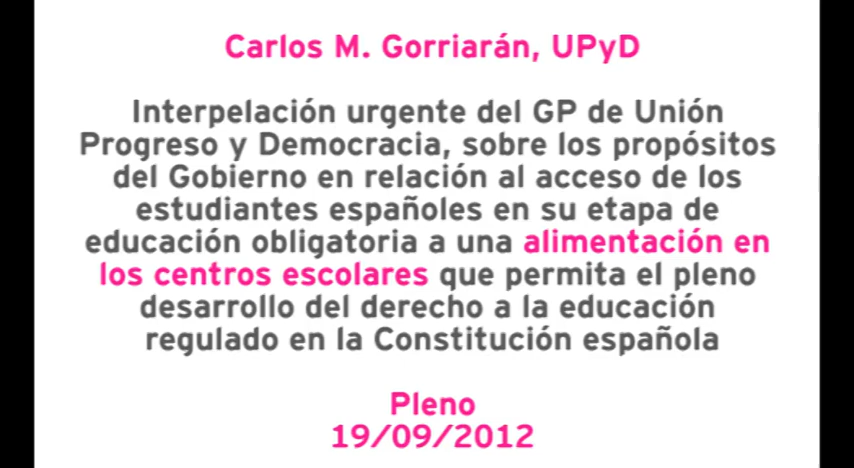 Carlos M. Gorriarán, UPyD
Interpelación urgente del GP de Unión
Progreso y Democracia, sobre los propósitos
del Gobierno en relación al acceso de los
estudiantes españoles en su etapa de
educación obligatoria a una alimentación en
los centros escolares que permita el pleno
desarrollo del derecho a la educación
regulado en la Constitución española
Pleno
19/09/2012